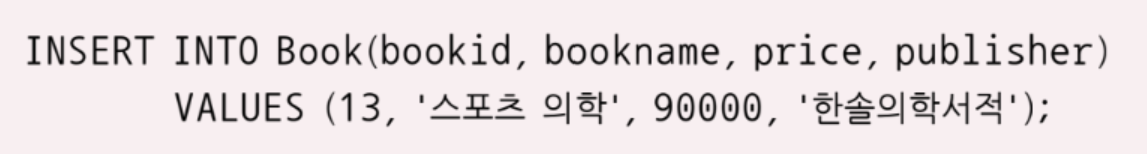 INSERT INTO Book(bookid, bookname, price, publisher)
VALUES (13, '스포츠 의학', 90000, '한솔의학서적');